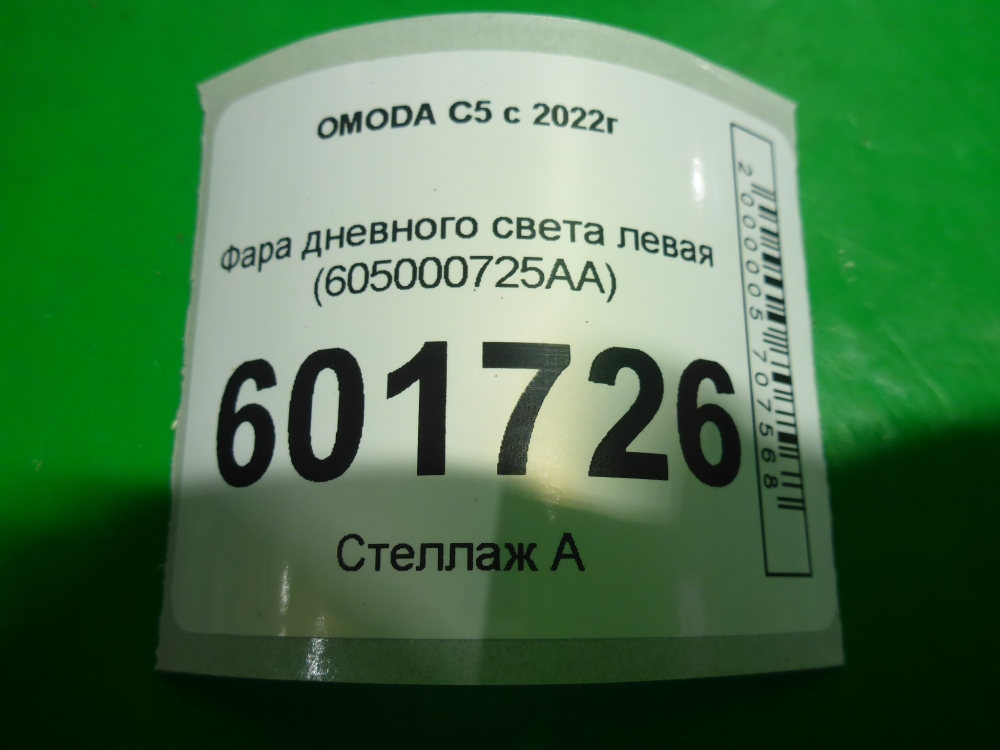 OMODA C5 с 2022г
Фара дневного света левая
(605000725AA)
601726
Стеллаж А
2000005707568